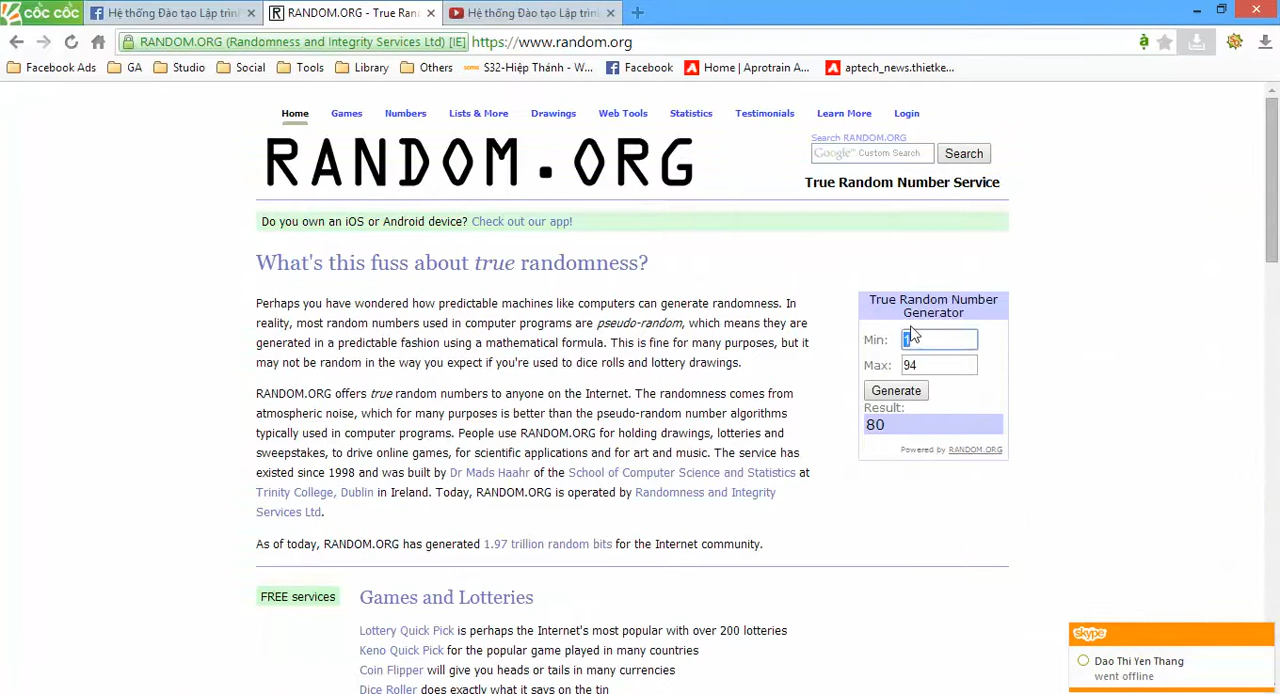 cốc cốc
Hệ thống Đào tạo Lập trìnl
RANDOM.ORG - True Ran
Hệ thống Đào tạo Lập trìn
RANDOM.ORG (Randomness and Integrity Services Ltd) [IE]
https://www.random.org
Facebook Ads
GA
Studio
Social
Tools
Library
Others
S32-Hiệp Thánh - W...
Facebook
Home | Aprotrain A...
aptech_news.thietke...
Home
Games
Numbers
Lists & More
Drawings
Web Tools
Statistics
Testimonials
Learn More
Login
RANDOM.ORG
Search RANDOM.ORG
Google™ Custom Search
Search
True Random Number Service
Do you own an iOS or Android device? Check out our app!
What's this fuss about true randomness?
Perhaps you have wondered how predictable machines like computers can generate randomness. In
reality, most random numbers used in computer programs are pseudo-random, which means they are
generated in a predictable fashion using a mathematical formula. This is fine for many purposes, but it
may not be random in the way you expect if you're used to dice rolls and lottery drawings.
RANDOM.ORG offers true random numbers to anyone on the Internet. The randomness comes from
atmospheric noise, which for many purposes is better than the pseudo-random number algorithms
typically used in computer programs. People use RANDOM.ORG for holding drawings, lotteries and
sweepstakes, to drive online games, for scientific applications and for art and music. The service has
existed since 1998 and was built by Dr Mads Haahr of the School of Computer Science and Statistics at
Trinity College, Dublin in Ireland. Today, RANDOM.ORG is operated by Randomness and Integrity
Services Ltd.
As of today, RANDOM.ORG has generated 1.97 trillion random bits for the Internet community.
True Random Number
Generator
Min: 1
Max: 94
Generate
Result:
80
Powered by RANDOM.ORG
FREE services
Games and Lotteries
Lottery Quick Pick is perhaps the Internet's most popular with over 200 lotteries
Keno Quick Pick for the popular game played in many countries
Coin Flipper will give you heads or tails in many currencies
Dice Roller does exactly what it says on the tin
skype
Dao Thi Yen Thang
went offline